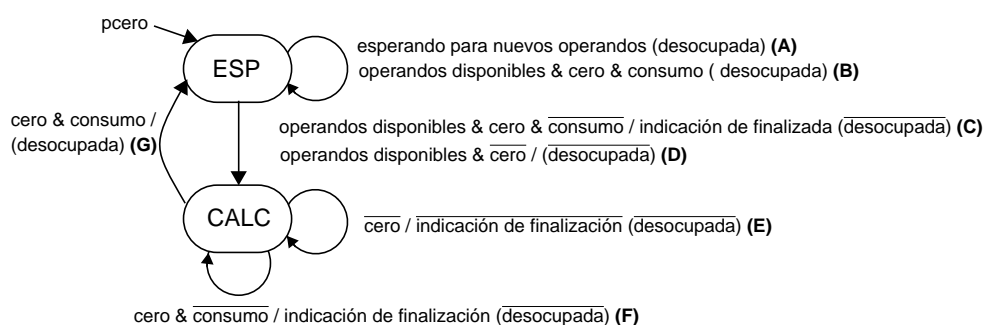 pcero
ESP
esperando para nuevos operandos (desocupada) (A)
operandos disponibles & cero & consumo ( desocupada) (B)
cero & consumo /
(desocupada) (G)
operandos disponibles & cero & consumo / indicación de finalizada (desocupada) (C)
operandos disponibles & cero / (desocupada) (D)
CALC
cero / indicación de finalización (desocupada) (E)
cero & consumo / indicación de finalización (desocupada) (F)